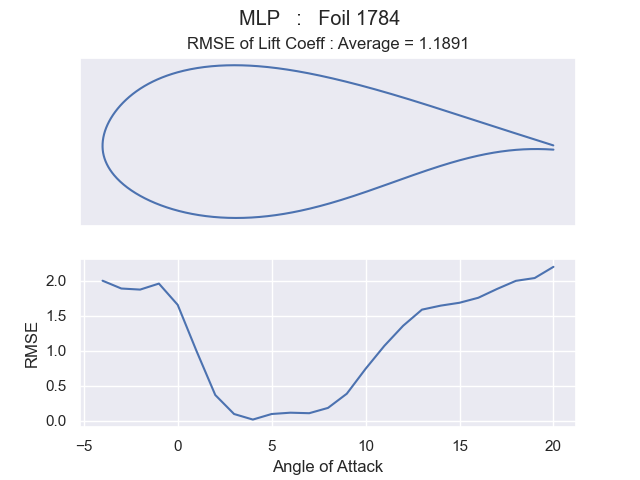 MLP : Foil 1784
RMSE of Lift Coeff : Average = 1.1891
2.0
1.5
1.0
0.5
0.0
RMSE
−5 0 5 10 15 20
Angle of Attack